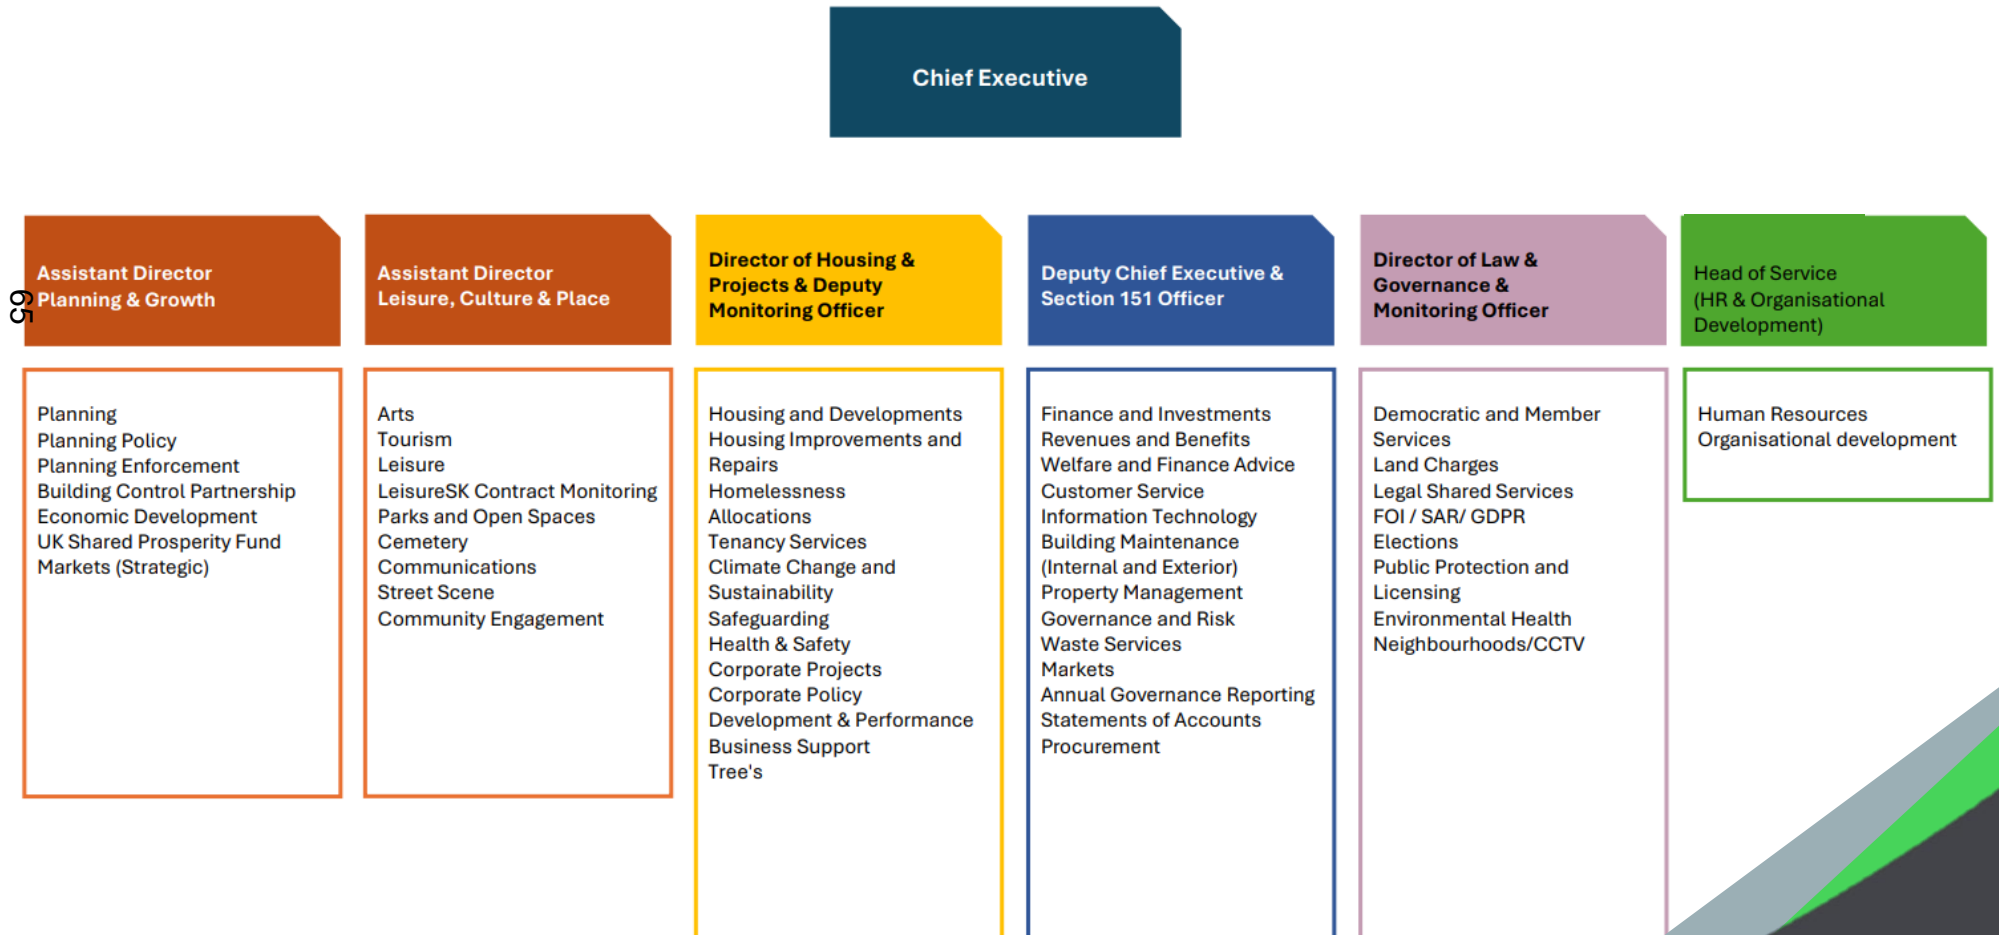 Chief Executive
Assistant Director
Planning & Growth
65
Planning
Planning Policy
Planning Enforcement
Building Control Partnership
Economic Development
UK Shared Prosperity Fund
Markets (Strategic)
Assistant Director
Leisure, Culture & Place
Arts
Tourism
Leisure
LeisureSK Contract Monitoring
Parks and Open Spaces
Cemetery
Communications
Street Scene
Community Engagement
Director of Housing &
Projects & Deputy
Monitoring Officer
Housing and Developments
Housing Improvements and
Repairs
Homelessness
Allocations
Tenancy Services
Climate Change and
Sustainability
Safeguarding
Health & Safety
Corporate Projects
Corporate Policy
Development & Performance
Business Support
Tree's
Deputy Chief Executive &
Section 151 Officer
Finance and Investments
Revenues and Benefits
Welfare and Finance Advice
Customer Service
Information Technology
Building Maintenance
(Internal and Exterior)
Property Management
Governance and Risk
Waste Services
Markets
Annual Governance Reporting
Statements of Accounts
Procurement
Director of Law &
Governance &
Monitoring Officer
Democratic and Member
Services
Land Charges
Legal Shared Services
FOI / SAR/ GDPR
Elections
Public Protection and
Licensing
Environmental Health
Neighbourhoods/CCTV
Head of Service
(HR & Organisational
Development)
Human Resources
Organisational development